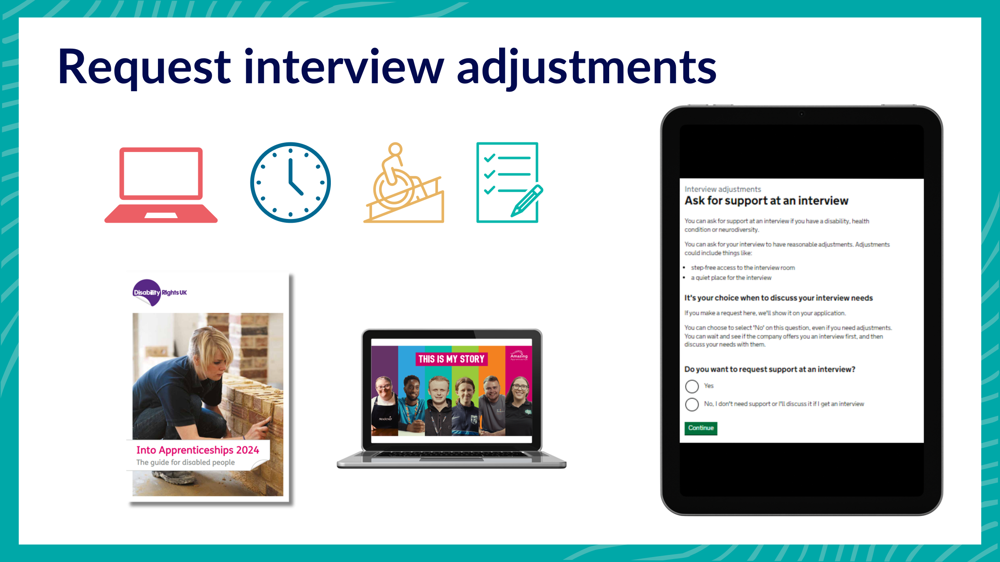 Request interview adjustments
Disability Rights UK
Into Apprenticeships 2024
The guide for disabled people
THIS IS MY STORY
Amazing
Apprenticeships
sodexo
Interview adjustments
Ask for support at an interview
You can ask for support at an interview if you have a disability, health
condition or neurodiversity.
You can ask for your interview to have reasonable adjustments. Adjustments
could include things like:
• step-free access to the interview room
• a quiet place for the interview
It's your choice when to discuss your interview needs
If you make a request here, we'll show it on your application.
You can choose to select 'No' on this question, even if you need adjustments.
You can wait and see if the company offers you an interview first, and then
discuss your needs with them.
Do you want to request support at an interview?
Yes
No, I don't need support or I'll discuss it if I get an interview
Continue